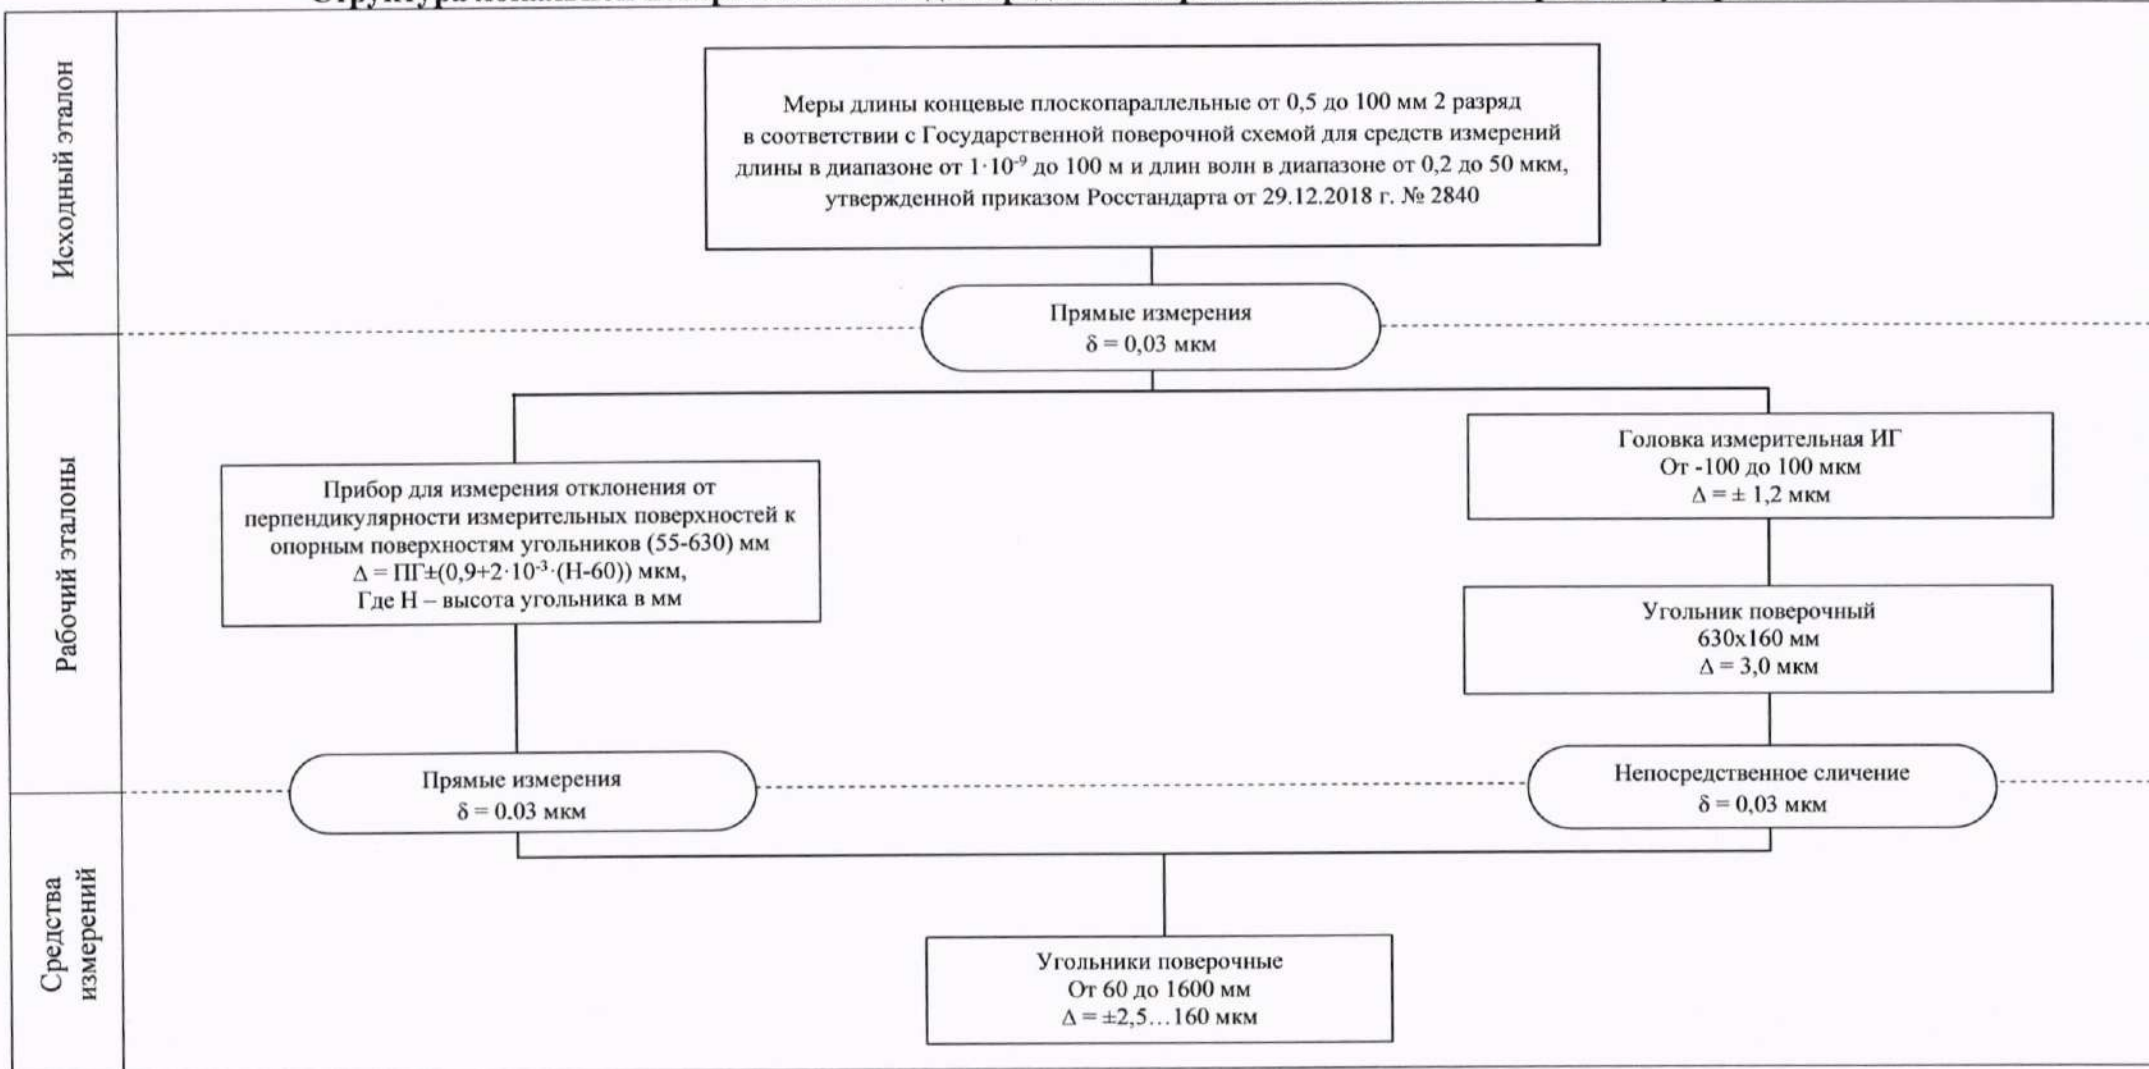 Исходный эталон
Меры длины концевые плоскопараллельные от 0,5 до 100 мм 2 разряд
в соответствии с Государственной поверочной схемой для средств измерений
длины в диапазоне от 1·10⁻⁹ до 100 м и длин волн в диапазоне от 0,2 до 50 мкм,
утвержденной приказом Росстандарта от 29.12.2018 г. № 2840
Прямые измерения
δ = 0,03 мкм
Рабочий эталоны
Прибор для измерения отклонения от
перпендикулярности измерительных поверхностей к
опорным поверхностям угольников (55-630) мм
Δ = ПГ±(0,9+2·10⁻³·(Н-60)) мкм,
Где Н – высота угольника в мм
Головка измерительная ИГ
От -100 до 100 мкм
Δ = ± 1,2 мкм
Угольник поверочный
630х160 мм
Δ = 3,0 мкм
Прямые измерения
δ = 0.03 мкм
Непосредственное сличение
δ = 0,03 мкм
Средства
измерений
Угольники поверочные
От 60 до 1600 мм
Δ = ±2,5…160 мкм